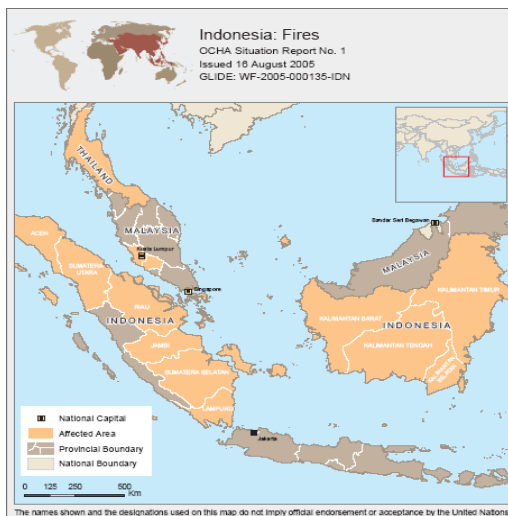 Indonesia: Fires
OCHA Situation Report No. 1
Issued 16 August 2005
GLIDE: WF-2005-000135-IDN
THAILAND
MALAYSIA
Kuala Lumpur
Singapore
Bandar Seri Begawan
MALAYSIA
ACEH
SUMATERA
UTARA
RIAU
INDONESIA
JAMBI
SUMATERA SELATAN
LAMPUNG
KALIMANTAN TIMUR
KALIMANTAN BARAT
INDONESIA
KALIMANTAN TENGAH
KALIMANTAN
SELATAN
Jakarta
National Capital
Affected Area
Provincial Boundary
National Boundary
0 125 250 500
Km
The names shown and the designations used on this map do not imply official endorsement or acceptance by the United Nations